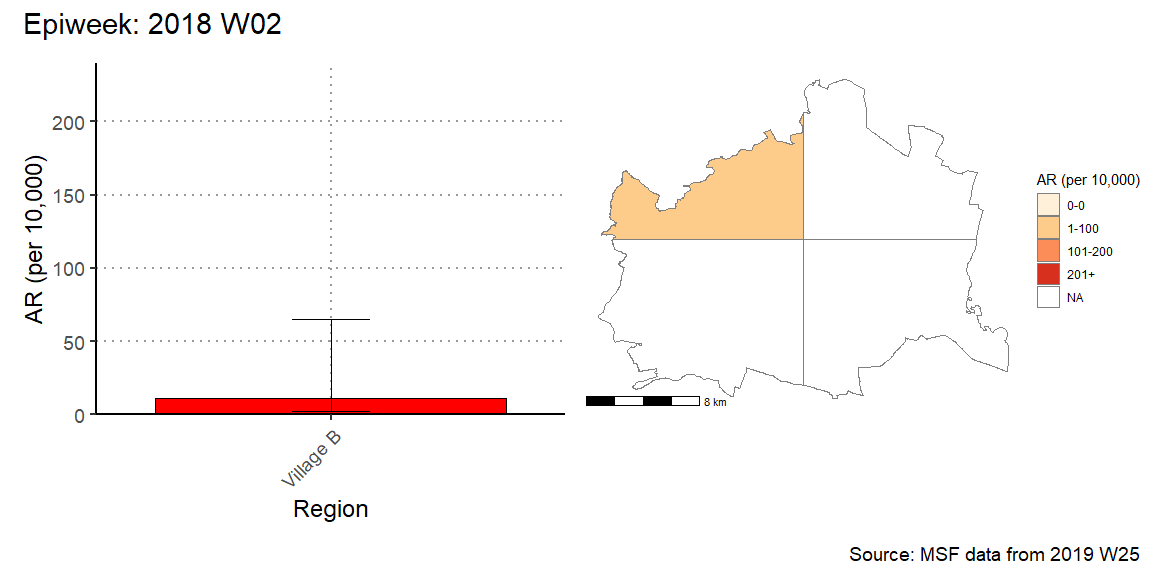 Epiweek: 2018 W02
AR (per 10,000)
200
150
100
50
0
Village B
Region
8 km
AR (per 10,000)
0-0
1-100
101-200
201+
NA
Source: MSF data from 2019 W25